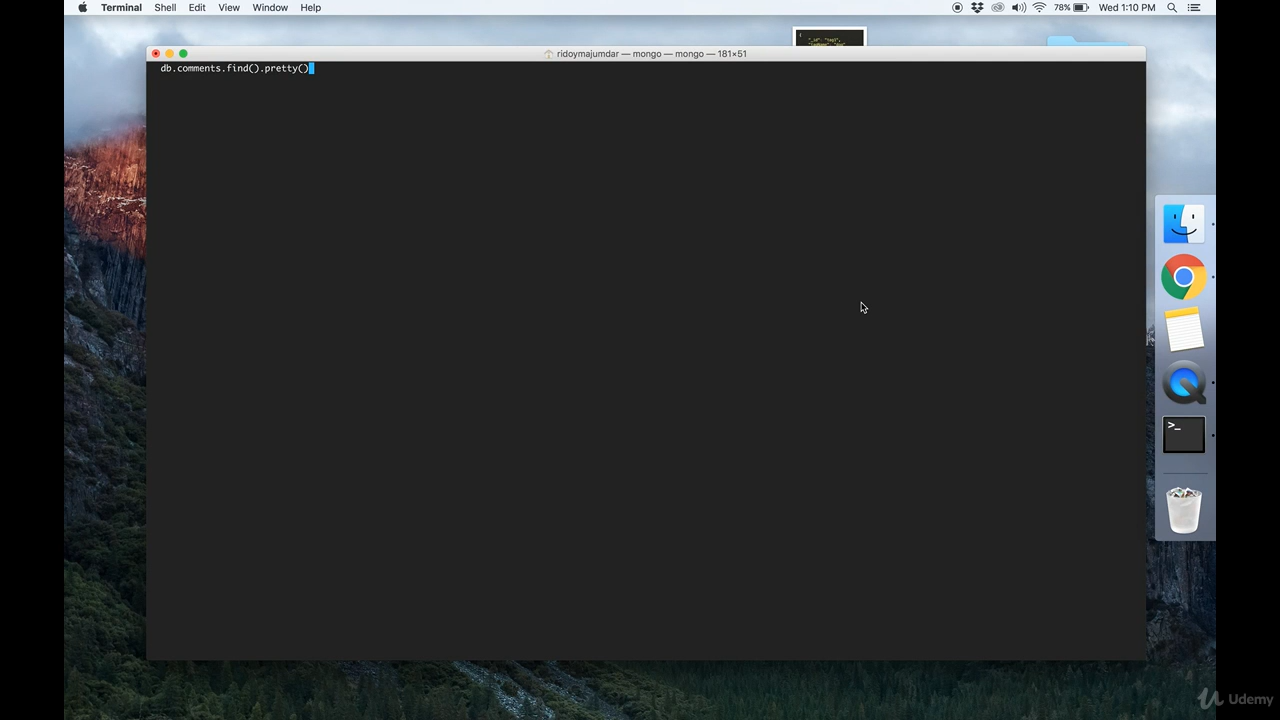 Terminal Shell Edit View Window Help 78% Wed 1:10 PM
ridoymajumdar — mongo — mongo — 181×51
db.comments.find().pretty()
>_
Udemy